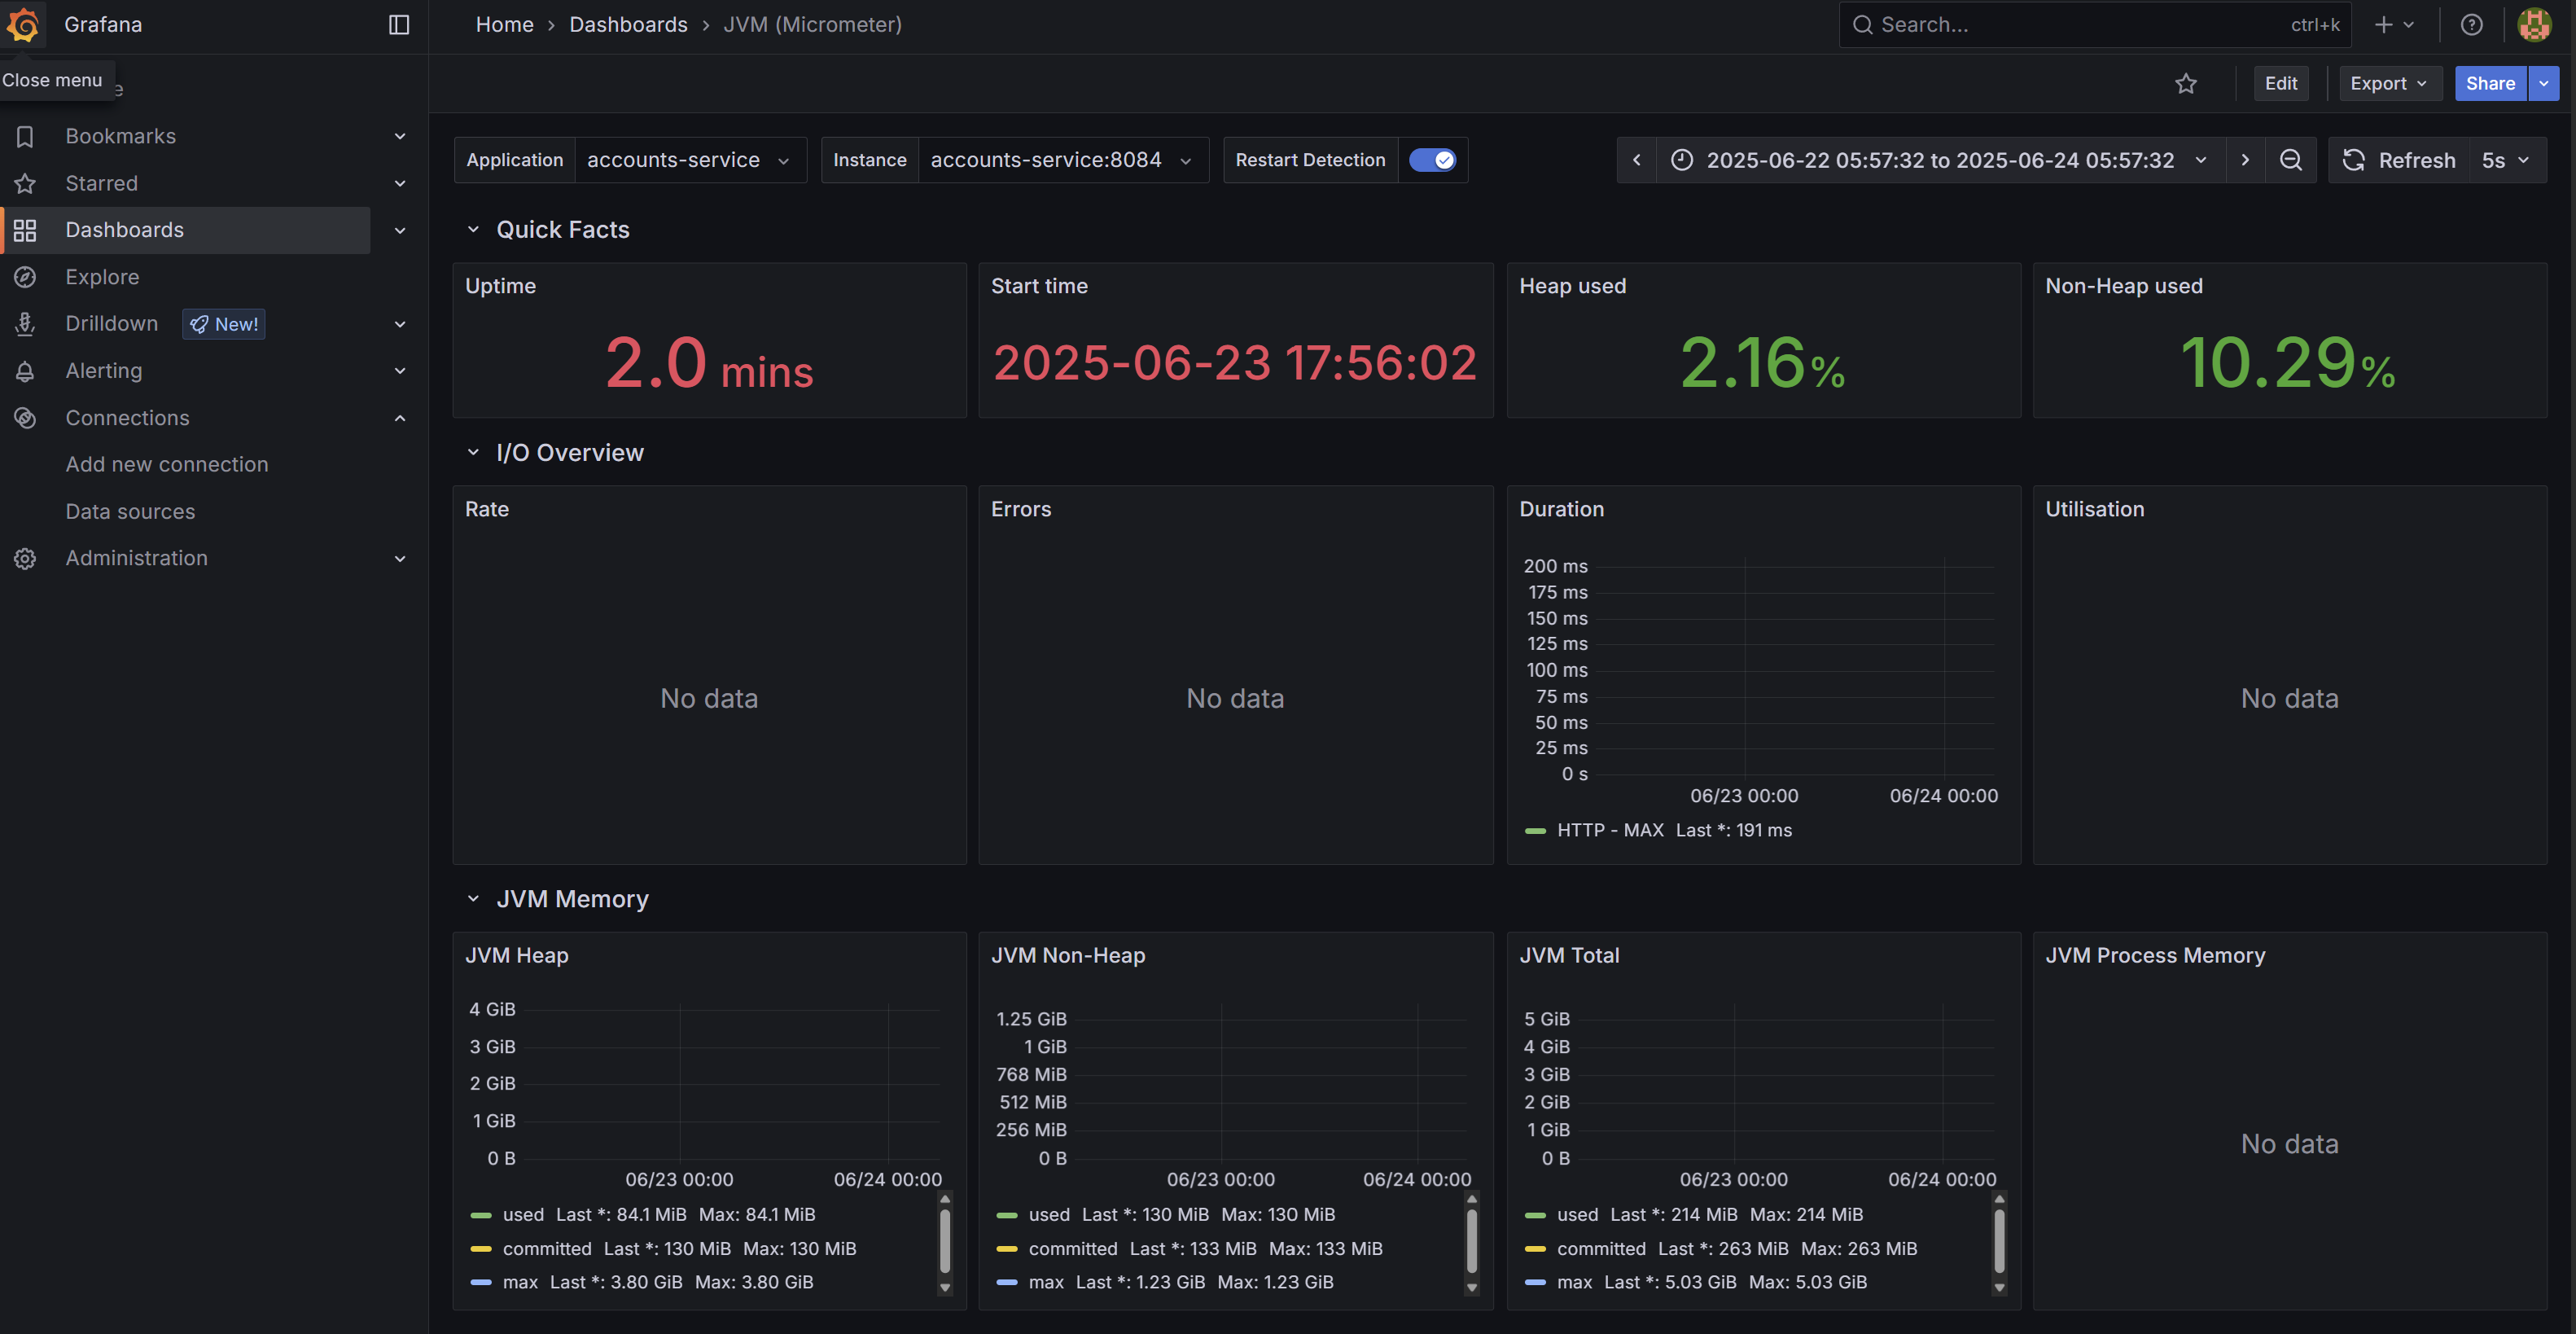 Grafana
Home › Dashboards › JVM (Micrometer)
Search... ctrl+k
Close menu
e
Edit
Export
Share
Bookmarks
Starred
Dashboards
Explore
Drilldown New!
Alerting
Connections
Add new connection
Data sources
Administration
Application accounts-service
Instance accounts-service:8084
Restart Detection
2025-06-22 05:57:32 to 2025-06-24 05:57:32
Refresh 5s
Quick Facts
Uptime
2.0 mins
Start time
2025-06-23 17:56:02
Heap used
2.16%
Non-Heap used
10.29%
I/O Overview
Rate
No data
Errors
No data
Duration
200 ms
175 ms
150 ms
125 ms
100 ms
75 ms
50 ms
25 ms
0 s
06/23 00:00 06/24 00:00
HTTP - MAX Last *: 191 ms
Utilisation
No data
JVM Memory
JVM Heap
4 GiB
3 GiB
2 GiB
1 GiB
0 B
06/23 00:00 06/24 00:00
used Last *: 84.1 MiB Max: 84.1 MiB
committed Last *: 130 MiB Max: 130 MiB
max Last *: 3.80 GiB Max: 3.80 GiB
JVM Non-Heap
1.25 GiB
1 GiB
768 MiB
512 MiB
256 MiB
0 B
06/23 00:00 06/24 00:00
used Last *: 130 MiB Max: 130 MiB
committed Last *: 133 MiB Max: 133 MiB
max Last *: 1.23 GiB Max: 1.23 GiB
JVM Total
5 GiB
4 GiB
3 GiB
2 GiB
1 GiB
0 B
06/23 00:00 06/24 00:00
used Last *: 214 MiB Max: 214 MiB
committed Last *: 263 MiB Max: 263 MiB
max Last *: 5.03 GiB Max: 5.03 GiB
JVM Process Memory
No data